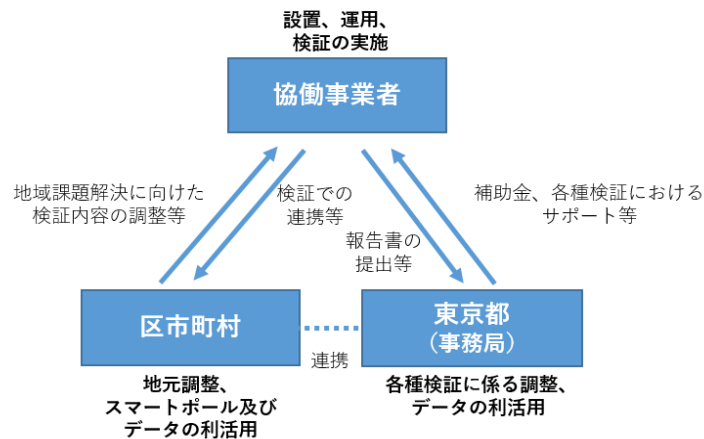 設置、運用、
検証の実施
協働事業者
地域課題解決に向けた
検証内容の調整等
検証での
連携等
報告書の
提出等
補助金、各種検証における
サポート等
区市町村
連携
東京都
（事務局）
地元調整、
スマートポール及び
データの利活用
各種検証に係る調整、
データの利活用